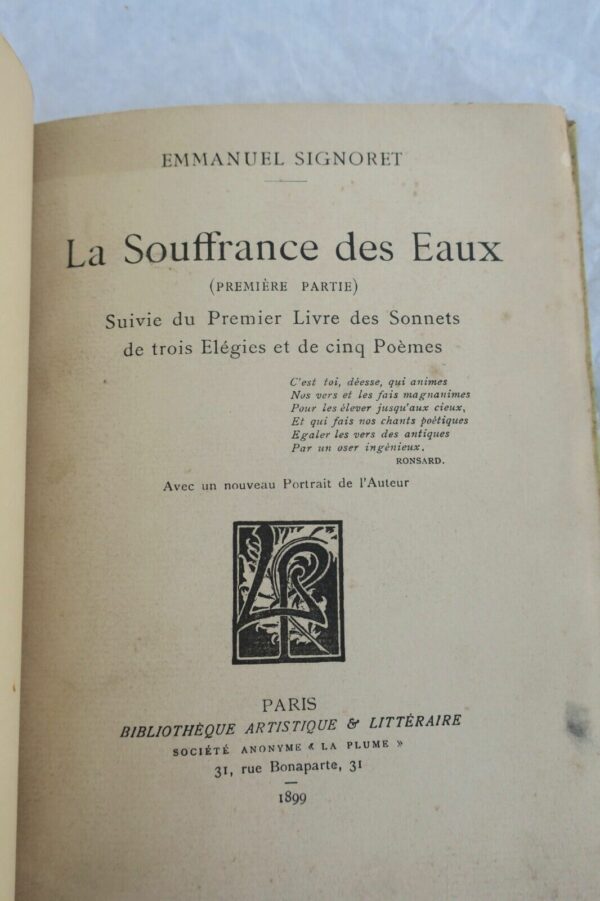 EMMANUEL SIGNORET
La Souffrance des Eaux
(PREMIÈRE PARTIE)
Suivie du Premier Livre des Sonnets
de trois Elégies et de cinq Poèmes
C'est toi, déesse, qui animes
Nos vers et les fais magnanimes
Pour les élever jusqu'aux cieux,
Et qui fais nos chants poètiques
Egaler les vers des antiques
Par un oser ingénieux.
RONSARD.
Avec un nouveau Portrait de l'Auteur
PARIS
BIBLIOTHÈQUE ARTISTIQUE & LITTÉRAIRE
SOCIÉTÉ ANONYME « LA PLUME »
31, rue Bonaparte, 31
1899